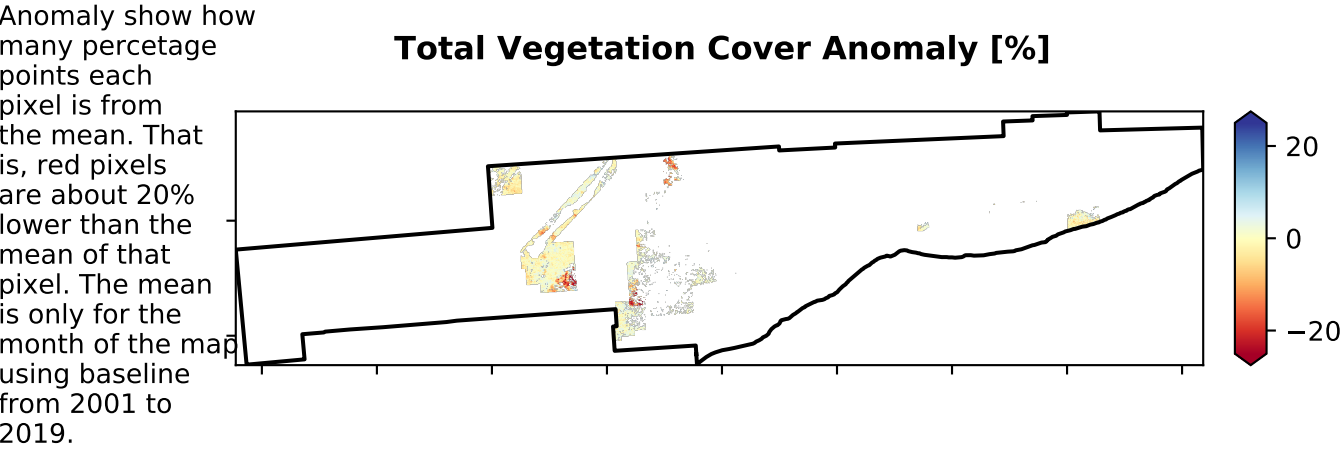 Anomaly show how
many percetage
points each
pixel is from
the mean. That
is, red pixels
are about 20%
lower than the
mean of that
pixel. The mean
is only for the
month of the map
using baseline
from 2001 to
2019.
Total Vegetation Cover Anomaly [%]
20
0
−20